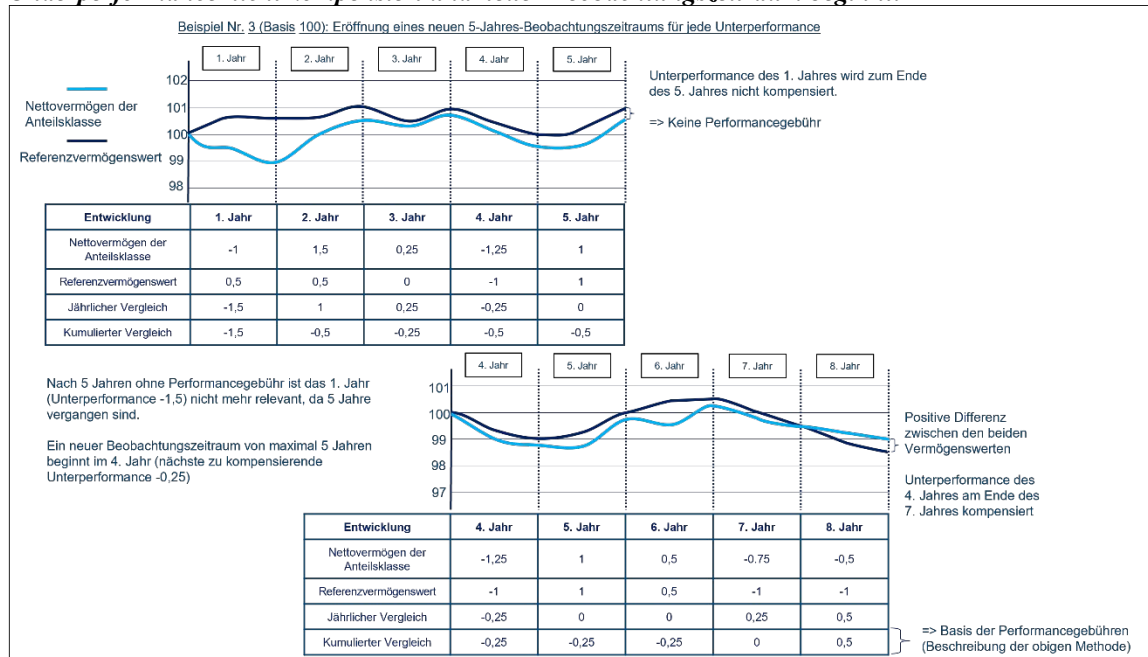 Beispiel Nr. 3 (Basis 100): Eröffnung eines neuen 5-Jahres-Beobachtungszeitraums für jede Unterperformance
1. Jahr 2. Jahr 3. Jahr 4. Jahr 5. Jahr
102
101
100
99
98
Nettovermögen der
Anteilsklasse
Referenzvermögenswert
Unterperformance des 1. Jahres wird zum Ende
des 5. Jahres nicht kompensiert.
=> Keine Performancegebühr
Entwicklung 1. Jahr 2. Jahr 3. Jahr 4. Jahr 5. Jahr
Nettovermögen der
Anteilsklasse -1 1,5 0,25 -1,25 1
Referenzvermögenswert 0,5 0,5 0 -1 1
Jährlicher Vergleich -1,5 1 0,25 -0,25 0
Kumulierter Vergleich -1,5 -0,5 -0,25 -0,5 -0,5
Nach 5 Jahren ohne Performancegebühr ist das 1. Jahr
(Unterperformance -1,5) nicht mehr relevant, da 5 Jahre
vergangen sind.
Ein neuer Beobachtungszeitraum von maximal 5 Jahren
beginnt im 4. Jahr (nächste zu kompensierende
Unterperformance -0,25)
4. Jahr 5. Jahr 6. Jahr 7. Jahr 8. Jahr
101
100
99
98
97
Positive Differenz
zwischen den beiden
Vermögenswerten
Unterperformance des
4. Jahres am Ende des
7. Jahres kompensiert
Entwicklung 4. Jahr 5. Jahr 6. Jahr 7. Jahr 8. Jahr
Nettovermögen der
Anteilsklasse -1,25 1 0,5 -0.75 -0,5
Referenzvermögenswert -1 1 0,5 -1 -1
Jährlicher Vergleich -0,25 0 0 0,25 0,5
Kumulierter Vergleich -0,25 -0,25 -0,25 0 0,5
=> Basis der Performancegebühren
(Beschreibung der obigen Methode)